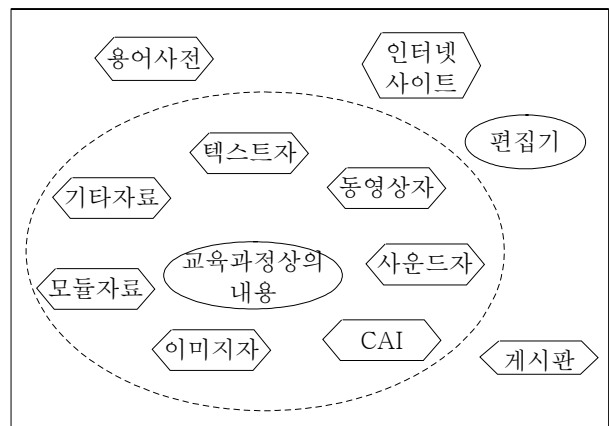 용어사전
인터넷
사이트
편집기
텍스트자
동영상자
기타자료
교육과정상의
내용
사운드자
모듈자료
이미지자
CAI
게시판